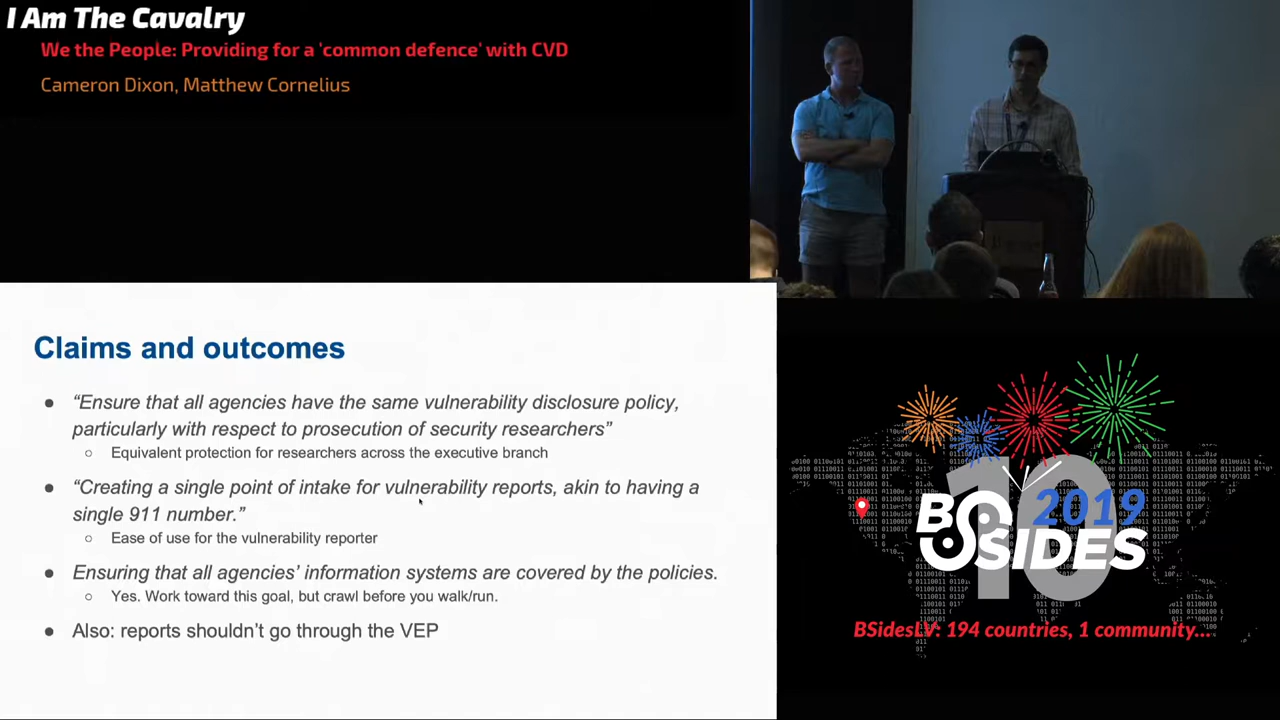 I Am The Cavalry
We the People: Providing for a 'common defence' with CVD
Cameron Dixon, Matthew Cornelius
Claims and outcomes
● “Ensure that all agencies have the same vulnerability disclosure policy,
particularly with respect to prosecution of security researchers”
○ Equivalent protection for researchers across the executive branch
● “Creating a single point of intake for vulnerability reports, akin to having a
single 911 number.”
○ Ease of use for the vulnerability reporter
● Ensuring that all agencies’ information systems are covered by the policies.
○ Yes. Work toward this goal, but crawl before you walk/run.
● Also: reports shouldn’t go through the VEP
10
BSIDES 2019
BSidesLV: 194 countries, 1 community...